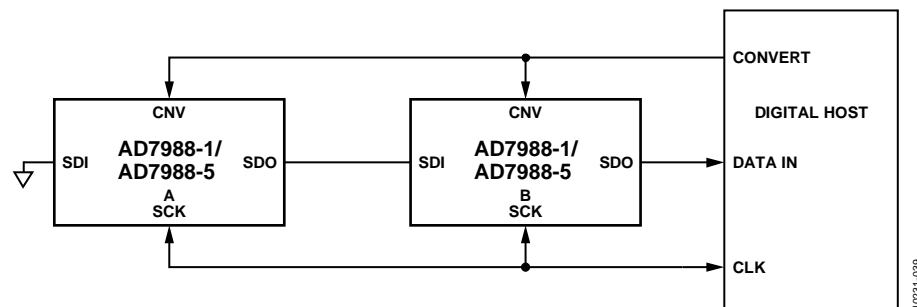 CONVERT
CNV
CNV
DIGITAL HOST
AD7988-1/
AD7988-5
AD7988-1/
AD7988-5
SDI
SDO
SDI
SDO
DATA IN
A
SCK
B
SCK
CLK